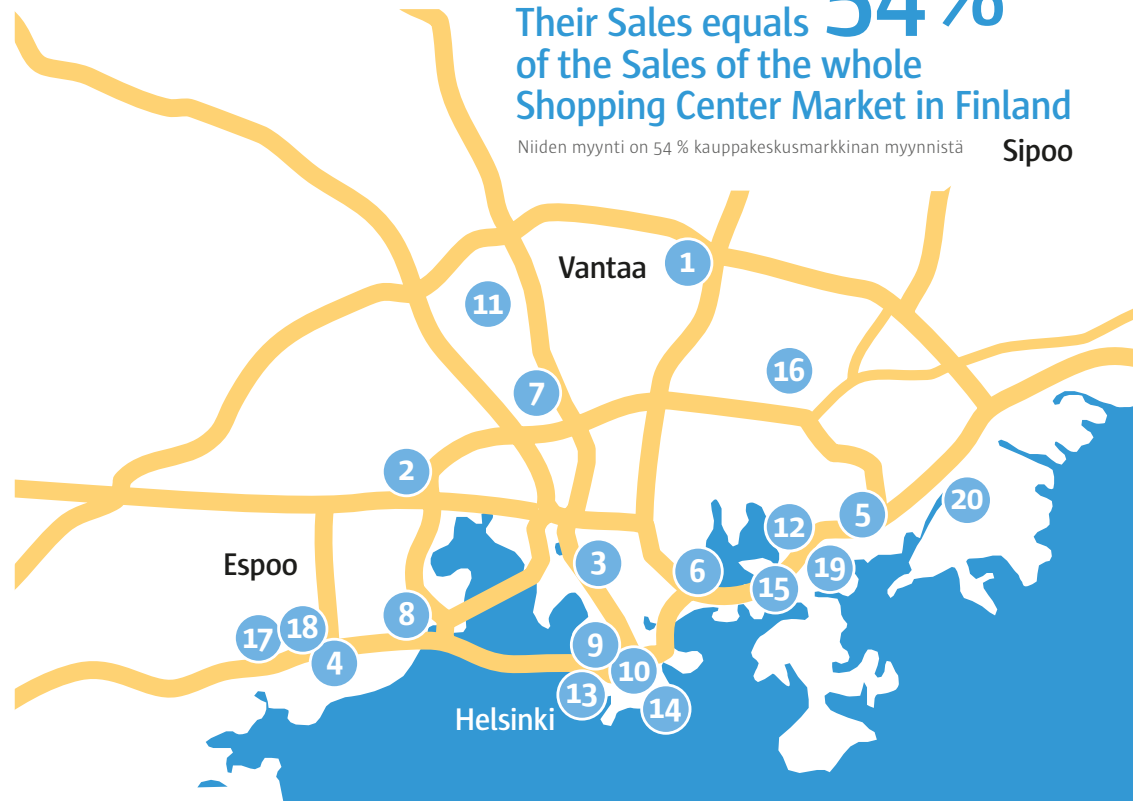 Their Sales equals 54%
of the Sales of the whole
Shopping Center Market in Finland
Niiden myynti on 54 % kauppakeskusmarkkinan myynnistä
Sipoo
Vantaa
1
11
16
7
2
20
5
12
Espoo
3
6
19
15
8
18
17
9
4
10
13
14
Helsinki